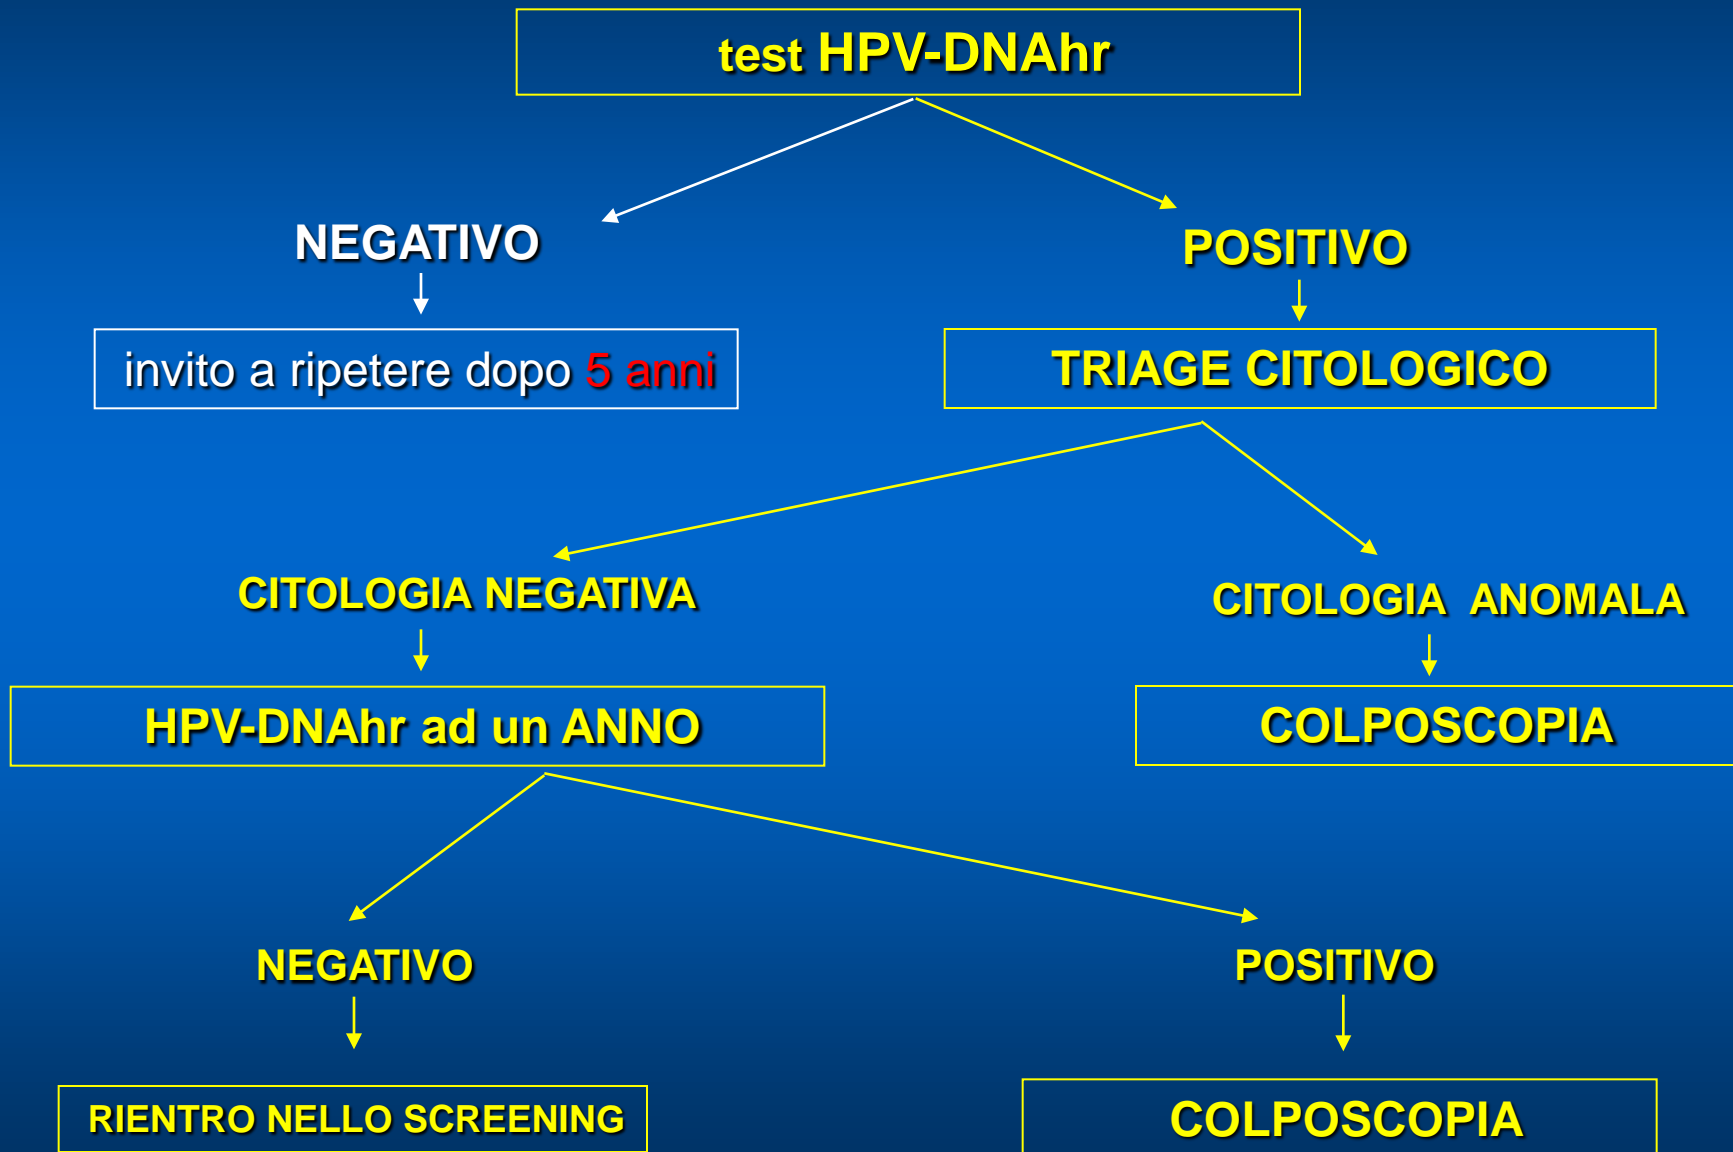 test HPV-DNAhr
NEGATIVO
POSITIVO
invito a ripetere dopo 5 anni
TRIAGE CITOLOGICO
CITOLOGIA NEGATIVA
CITOLOGIA ANOMALA
HPV-DNAhr ad un ANNO
COLPOSCOPIA
NEGATIVO
POSITIVO
RIENTRO NELLO SCREENING
COLPOSCOPIA